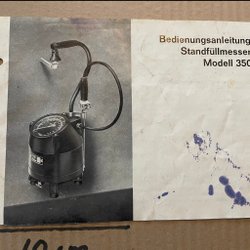 Bedienungsanleitung
Standfüllmesser
Modell 350